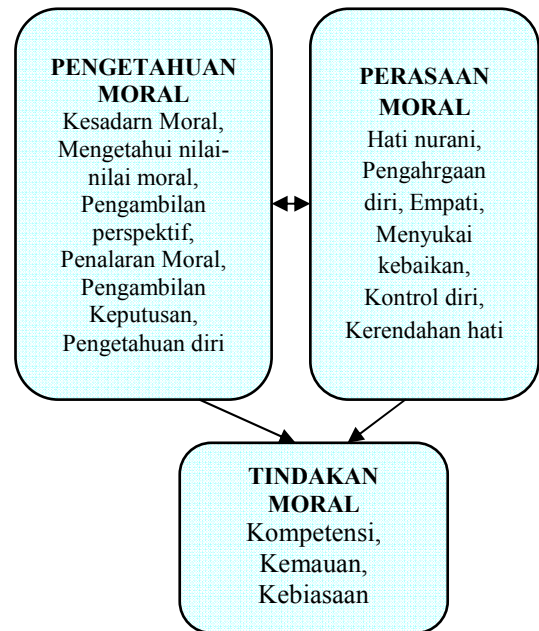 PENGETAHUAN
MORAL
Kesadarn Moral,
Mengetahui nilai-
nilai moral,
Pengambilan
perspektif,
Penalaran Moral,
Pengambilan
Keputusan,
Pengetahuan diri
PERASAAN
MORAL
Hati nurani,
Pengahrgaan
diri, Empati,
Menyukai
kebaikan,
Kontrol diri,
Kerendahan hati
TINDAKAN
MORAL
Kompetensi,
Kemauan,
Kebiasaan